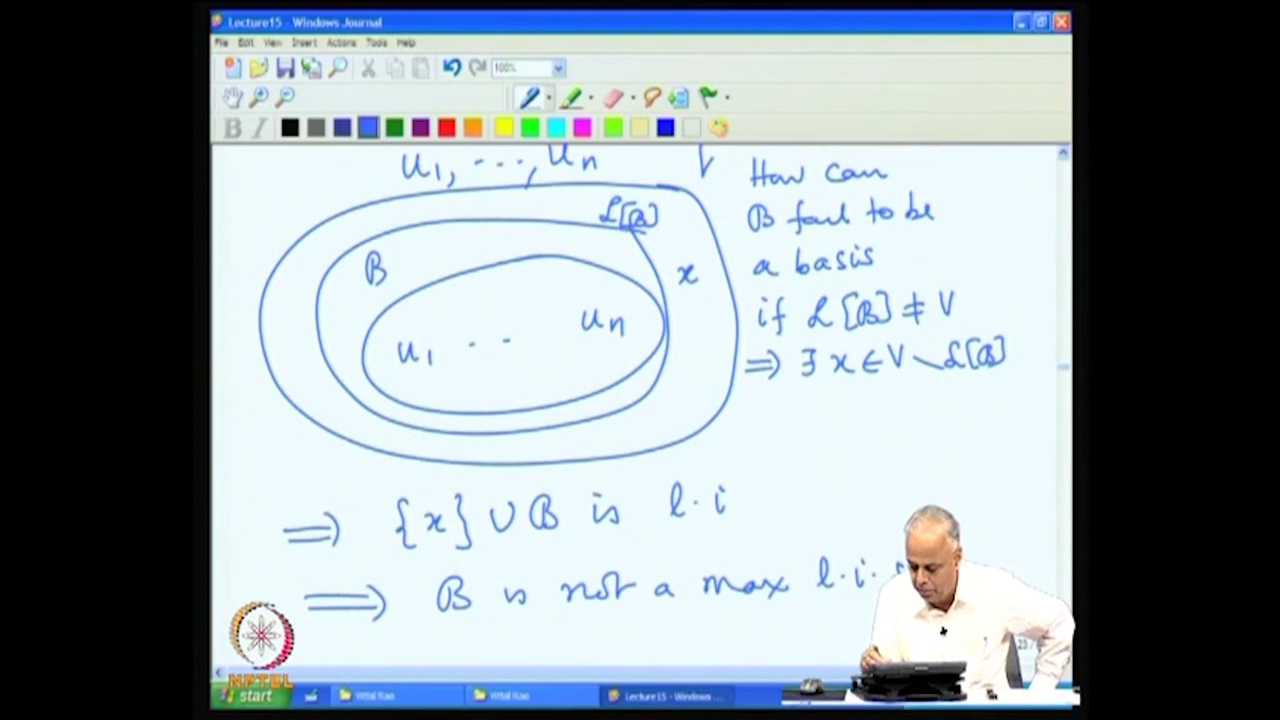 Lecture15 - Windows Journal
File Edit View Insert Actions Tools Help
100%
B I
u1, ..., un V
How can
B fail to be
a basis
if L[B] ≠ V
⇒ ∃ x ∈ V \ L[B]
L[B]
B x
u1 .. un
⇒ {x} ∪ B is l.i
⇒ B is not a max l.i.
NPTEL
start Vittal Rao Vittal Rao Lecture15 - Windows ...